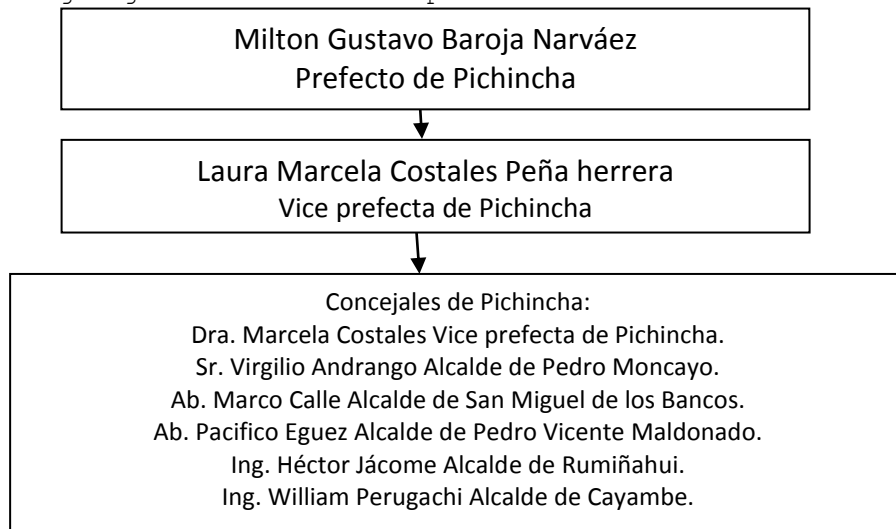 Milton Gustavo Baroja Narváez
Prefecto de Pichincha
Laura Marcela Costales Peña herrera
Vice prefecta de Pichincha
Concejales de Pichincha:
Dra. Marcela Costales Vice prefecta de Pichincha.
Sr. Virgilio Andrango Alcalde de Pedro Moncayo.
Ab. Marco Calle Alcalde de San Miguel de los Bancos.
Ab. Pacifico Eguez Alcalde de Pedro Vicente Maldonado.
Ing. Héctor Jácome Alcalde de Rumiñahui.
Ing. William Perugachi Alcalde de Cayambe.